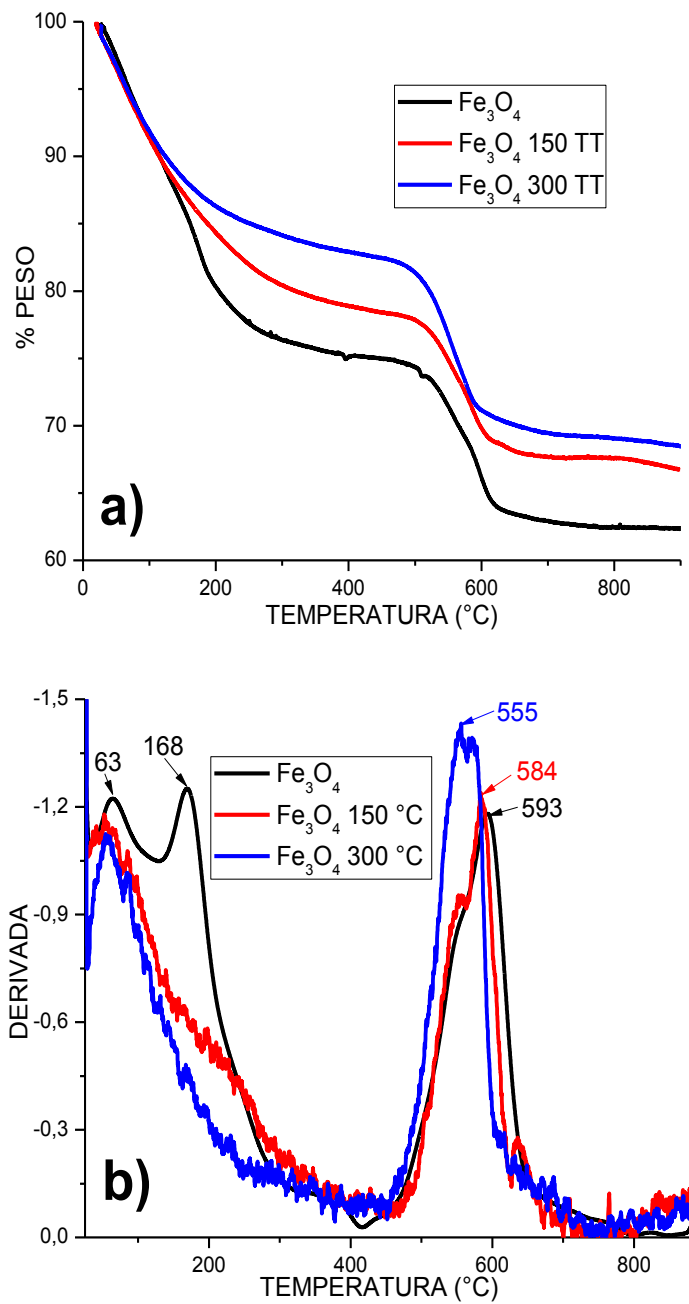 100
90
80
70
60
% PESO
Fe₃O₄
Fe₃O₄ 150 TT
Fe₃O₄ 300 TT
a)
0
200
400
600
800
TEMPERATURA (°C)
-1,5
-1,2
-0,9
-0,6
-0,3
0,0
DERIVADA
63
168
555
584
593
Fe₃O₄
Fe₃O₄ 150 °C
Fe₃O₄ 300 °C
b)
200
400
600
800
TEMPERATURA (°C)